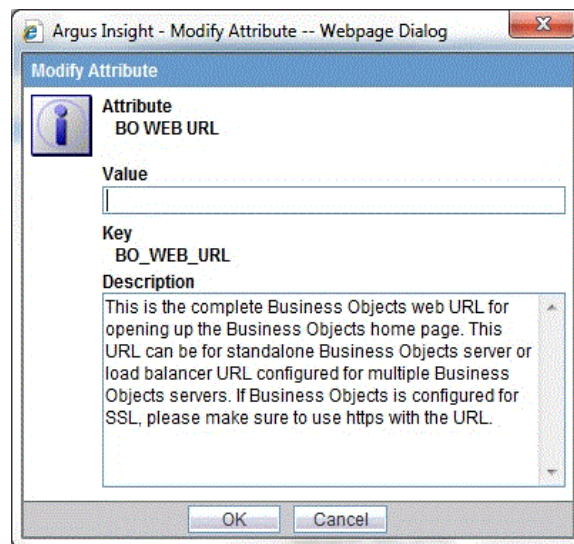 Argus Insight - Modify Attribute -- Webpage Dialog
Modify Attribute
Attribute
BO WEB URL
Value
Key
BO_WEB_URL
Description
This is the complete Business Objects web URL for
opening up the Business Objects home page. This
URL can be for standalone Business Objects server or
load balancer URL configured for multiple Business
Objects servers. If Business Objects is configured for
SSL, please make sure to use https with the URL.
OK Cancel